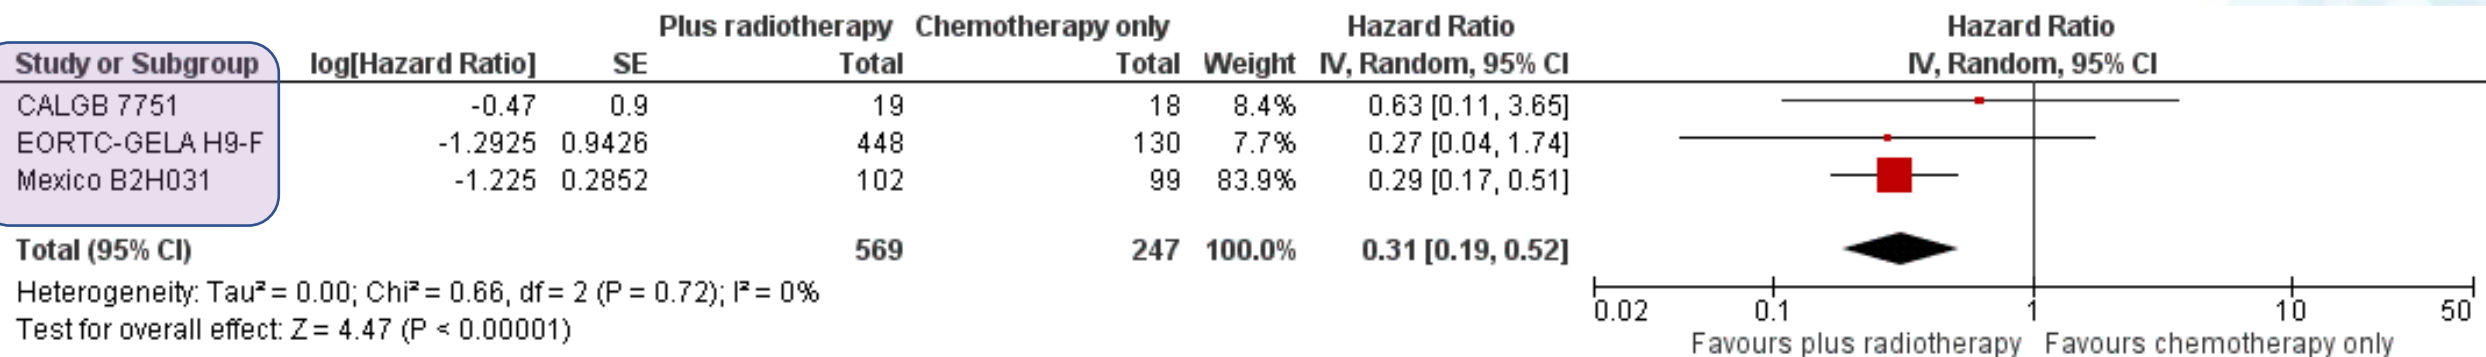 Plus radiotherapy Chemotherapy only Hazard Ratio Hazard Ratio
Study or Subgroup log[Hazard Ratio] SE Total Total Weight IV, Random, 95% CI IV, Random, 95% CI
CALGB 7751 -0.47 0.9 19 18 8.4% 0.63 [0.11, 3.65]
EORTC-GELA H9-F -1.2925 0.9426 448 130 7.7% 0.27 [0.04, 1.74]
Mexico B2H031 -1.225 0.2852 102 99 83.9% 0.29 [0.17, 0.51]
Total (95% CI) 569 247 100.0% 0.31 [0.19, 0.52]
Heterogeneity: Tau² = 0.00; Chi² = 0.66, df = 2 (P = 0.72); I² = 0%
Test for overall effect: Z = 4.47 (P < 0.00001)
0.02 0.1 1 10 50
Favours plus radiotherapy Favours chemotherapy only